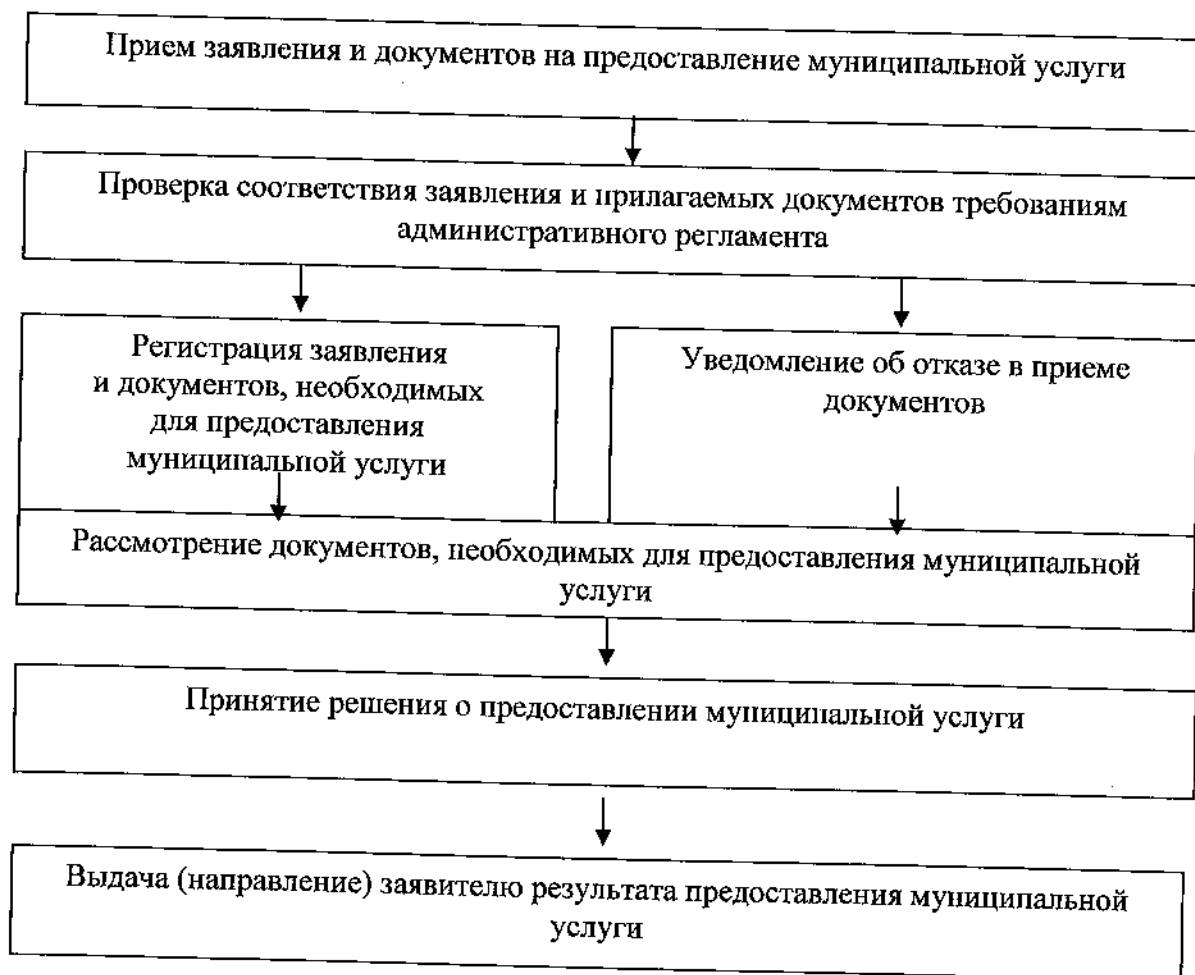 Прием заявления и документов на предоставление муниципальной услуги
Проверка соответствия заявления и прилагаемых документов требованиям
административного регламента
Регистрация заявления
и документов, необходимых
для предоставления
муниципальной услуги
Уведомление об отказе в приеме
документов
Рассмотрение документов, необходимых для предоставления муниципальной
услуги
Принятие решения о предоставлении муниципальной услуги
Выдача (направление) заявителю результата предоставления муниципальной
услуги